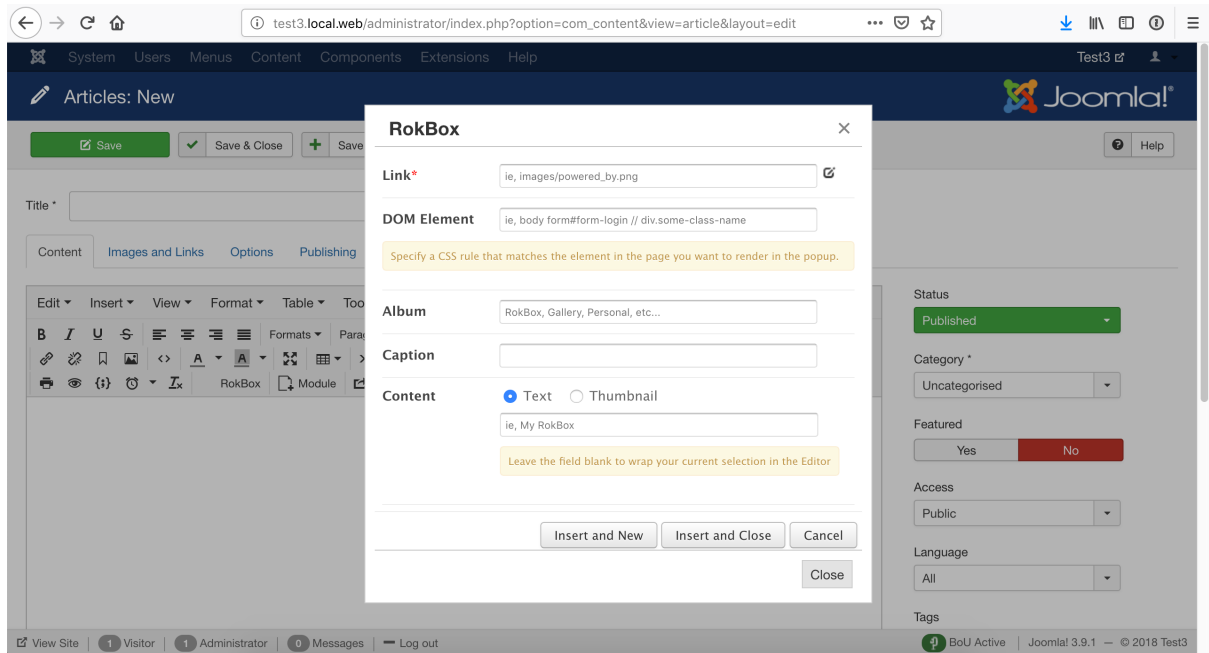 test3.local.web/administrator/index.php?option=com_content&view=article&layout=edit
System Users Menus Content Components Extensions Help Test3
Articles: New
Joomla!®
Save
Save & Close
Save
Help
Title *
Content
Images and Links
Options
Publishing
Edit Insert View Format Table Too
B I U S Formats Para
A A
RokBox Module
RokBox
Link*
ie, images/powered_by.png
DOM Element
ie, body form#form-login // div.some-class-name
Specify a CSS rule that matches the element in the page you want to render in the popup.
Album
RokBox, Gallery, Personal, etc...
Caption
Content
Text Thumbnail
ie, My RokBox
Leave the field blank to wrap your current selection in the Editor
Insert and New
Insert and Close
Cancel
Close
Status
Published
Category *
Uncategorised
Featured
Yes No
Access
Public
Language
All
Tags
View Site 1 Visitor 1 Administrator 0 Messages Log out
BoU Active Joomla! 3.9.1 — © 2018 Test3